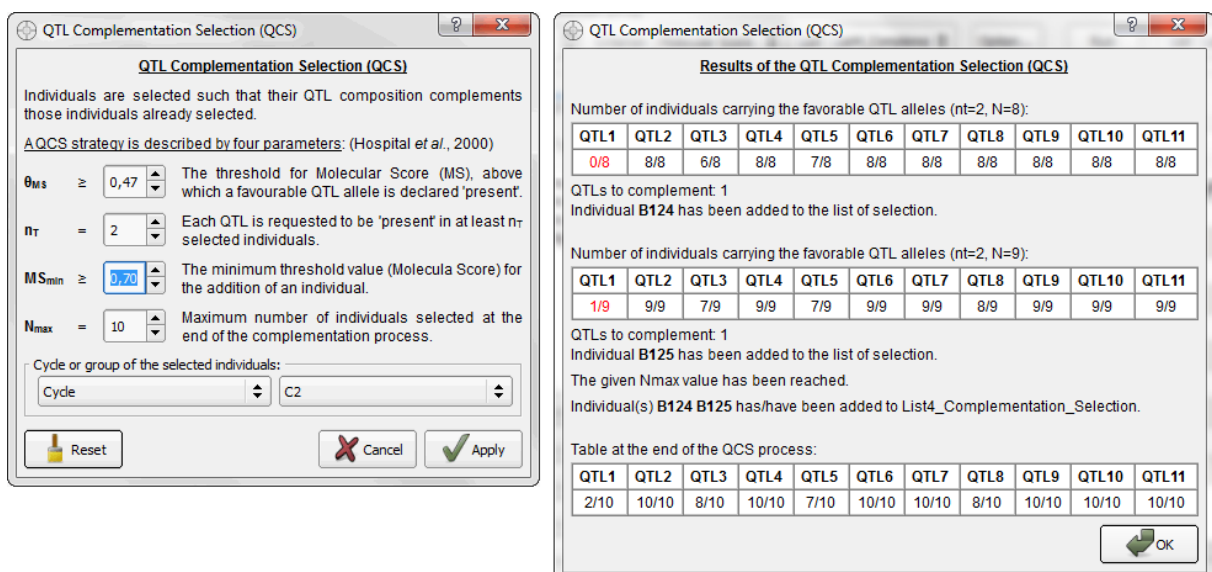 QTL Complementation Selection (QCS)
QTL Complementation Selection (QCS)
Individuals are selected such that their QTL composition complements
those individuals already selected.
A QCS strategy is described by four parameters: (Hospital et al., 2000)
θMS ≥ 0,47 The threshold for Molecular Score (MS), above
which a favourable QTL allele is declared 'present'.
nT = 2 Each QTL is requested to be 'present' in at least nT
selected individuals.
MSmin ≥ 0,70 The minimum threshold value (Molecula Score) for
the addition of an individual.
Nmax = 10 Maximum number of individuals selected at the
end of the complementation process.
Cycle or group of the selected individuals:
Cycle C2
Reset Cancel Apply
QTL Complementation Selection (QCS)
Results of the QTL Complementation Selection (QCS)
Number of individuals carrying the favorable QTL alleles (nt=2, N=8):
QTL1 QTL2 QTL3 QTL4 QTL5 QTL6 QTL7 QTL8 QTL9 QTL10 QTL11
0/8 8/8 6/8 8/8 7/8 8/8 8/8 8/8 8/8 8/8 8/8
QTLs to complement: 1
Individual B124 has been added to the list of selection.
Number of individuals carrying the favorable QTL alleles (nt=2, N=9):
QTL1 QTL2 QTL3 QTL4 QTL5 QTL6 QTL7 QTL8 QTL9 QTL10 QTL11
1/9 9/9 7/9 9/9 7/9 9/9 9/9 8/9 9/9 9/9 9/9
QTLs to complement: 1
Individual B125 has been added to the list of selection.
The given Nmax value has been reached.
Individual(s) B124 B125 has/have been added to List4_Complementation_Selection.
Table at the end of the QCS process:
QTL1 QTL2 QTL3 QTL4 QTL5 QTL6 QTL7 QTL8 QTL9 QTL10 QTL11
2/10 10/10 8/10 10/10 7/10 10/10 10/10 8/10 10/10 10/10 10/10
OK